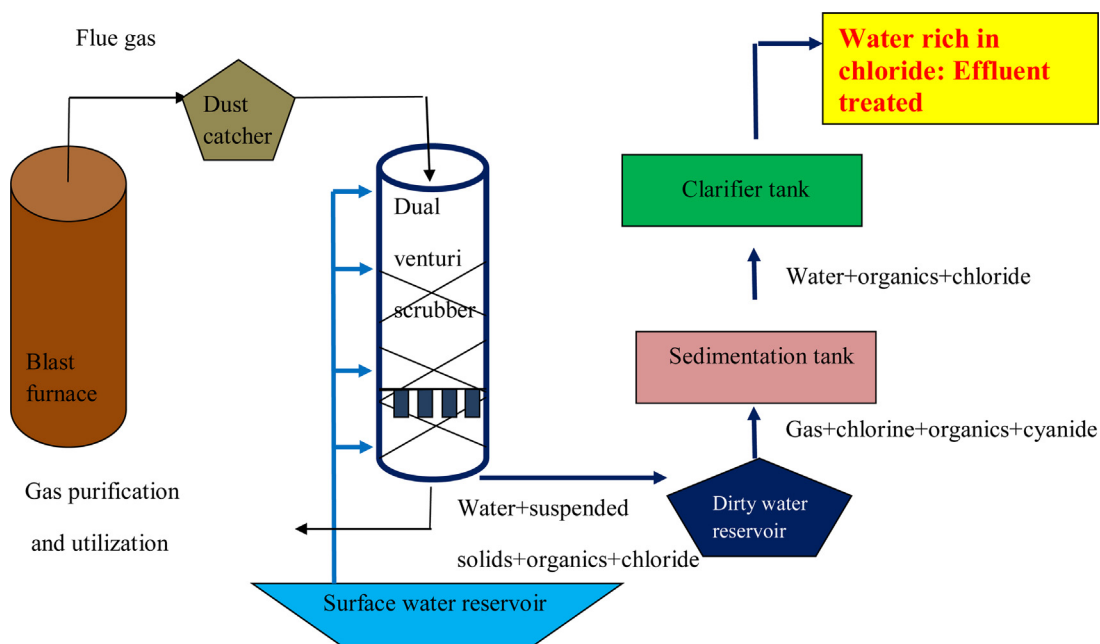 Flue gas
Dust
catcher
Blast
furnace
Dual
venturi
scrubber
Gas purification
and utilization
Surface water reservoir
Water+suspended
solids+organics+chloride
Dirty water
reservoir
Gas+chlorine+organics+cyanide
Sedimentation tank
Water+organics+chloride
Clarifier tank
Water rich in
chloride: Effluent
treated